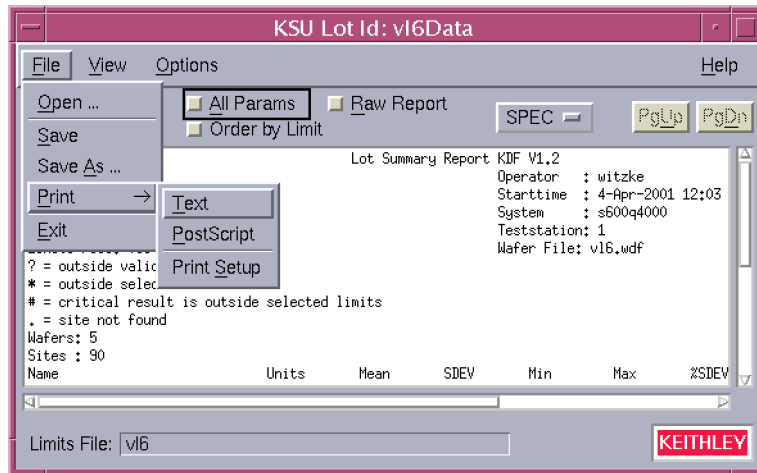 KSU Lot Id: vl6Data
File View Options Help
Open ...
Save
Save As ...
Print →
Exit
Text
PostScript
Print Setup
All Params
Raw Report
Order by Limit
SPEC
PgUp PgDn
Lot Summary Report KDF V1.2
Operator : witzke
Starttime : 4-Apr-2001 12:03
System : s600q4000
Teststation: 1
Wafer File: vl6.wdf
? = outside valid
* = outside selec
# = critical result is outside selected limits
. = site not found
Wafers: 5
Sites : 90
Name Units Mean SDEV Min Max %SDEV
Limits File: vl6
KEITHLEY